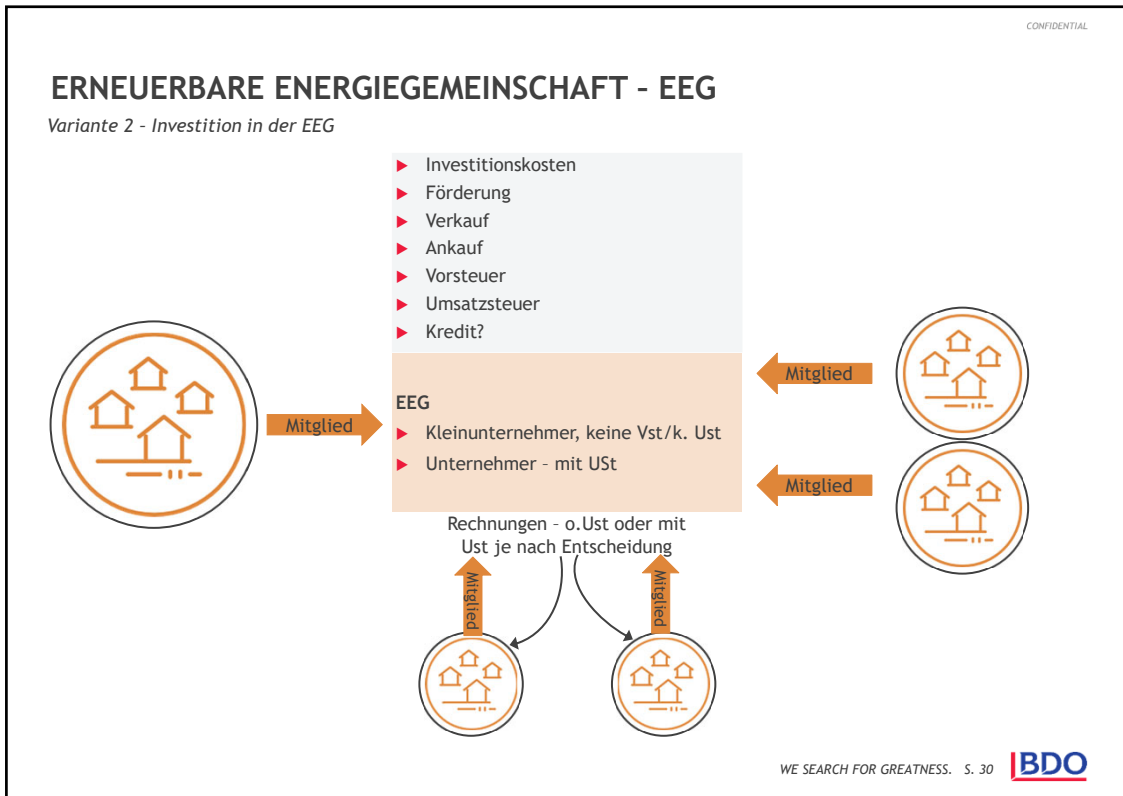 CONFIDENTIAL
ERNEUERBARE ENERGIEGEMEINSCHAFT – EEG
Variante 2 – Investition in der EEG
Investitionskosten
Förderung
Verkauf
Ankauf
Vorsteuer
Umsatzsteuer
Kredit?
Mitglied
EEG
Kleinunternehmer, keine Vst/k. Ust
Unternehmer – mit USt
Mitglied
Mitglied
Rechnungen – o.Ust oder mit
Ust je nach Entscheidung
Mitglied
Mitglied
WE SEARCH FOR GREATNESS. S. 30
BDO